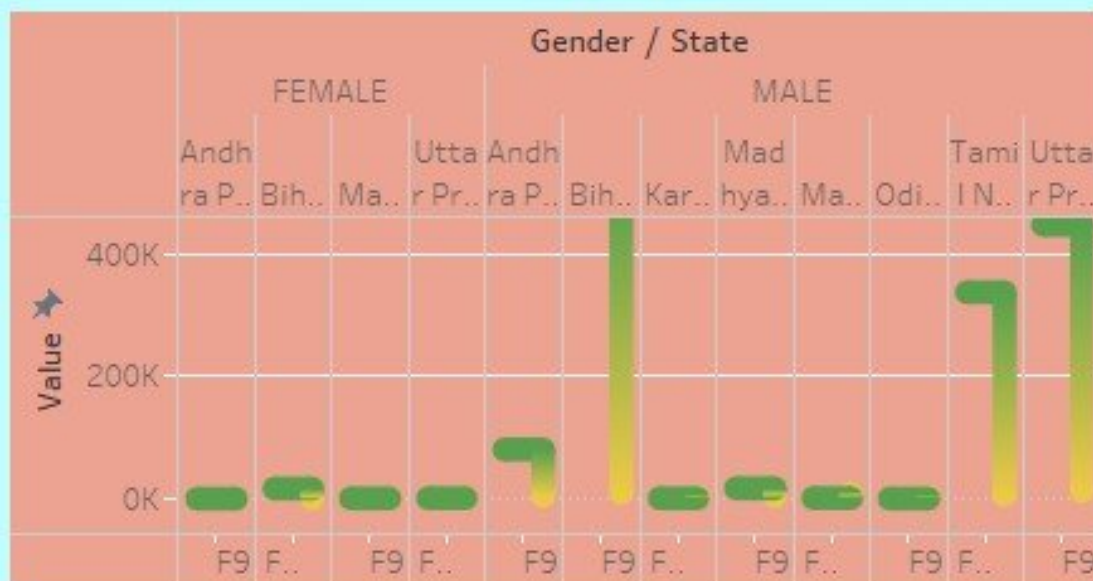 Gender / State
FEMALE MALE
Andh Utta Andh Mad Tami Utta
ra P.. Bih.. Ma.. r Pr.. ra P.. Bih.. Kar.. hya.. Ma.. Odi.. l N.. r Pr..
400K
Value
200K
0K
F9 F.. F9 F.. F9 F9 F.. F9 F.. F9 F.. F9